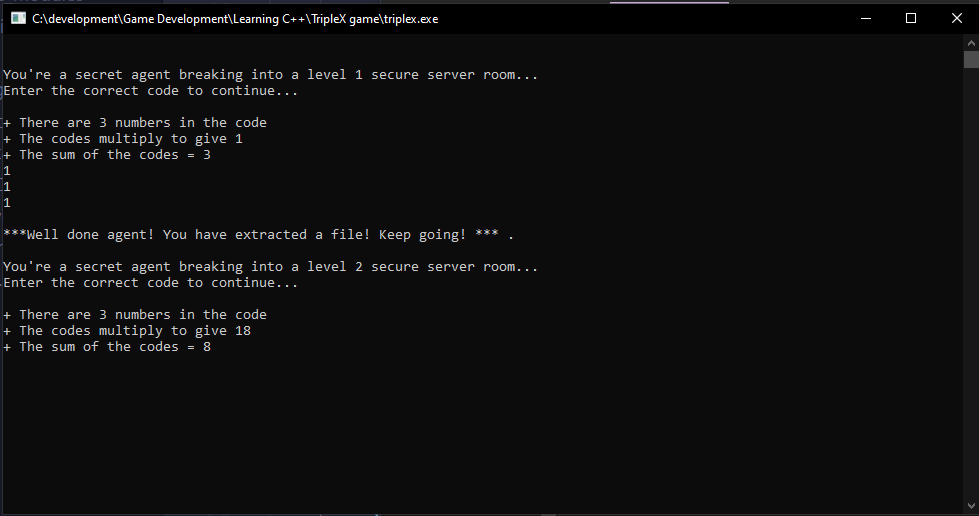 C:\development\Game Development\Learning C++\TripleX game\triplex.exe
You're a secret agent breaking into a level 1 secure server room...
Enter the correct code to continue...
+ There are 3 numbers in the code
+ The codes multiply to give 1
+ The sum of the codes = 3
1
1
1
***Well done agent! You have extracted a file! Keep going! *** .
You're a secret agent breaking into a level 2 secure server room...
Enter the correct code to continue...
+ There are 3 numbers in the code
+ The codes multiply to give 18
+ The sum of the codes = 8